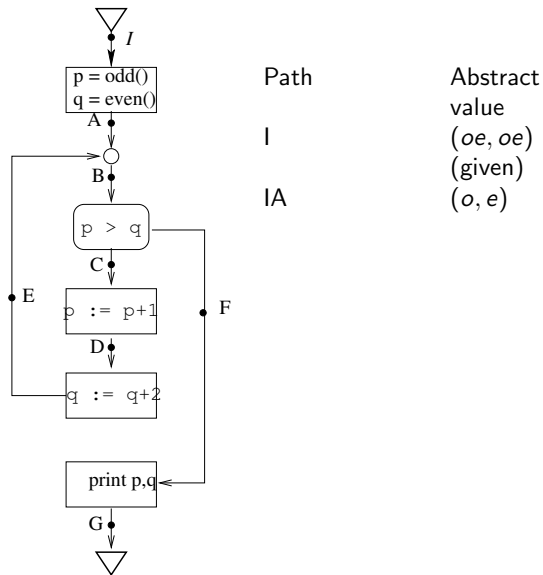 I
p = odd()
q = even()
A
B
p > q
C
E
F
p := p+1
D
q := q+2
print p,q
G
Path Abstract value
I (oe, oe) (given)
IA (o, e)